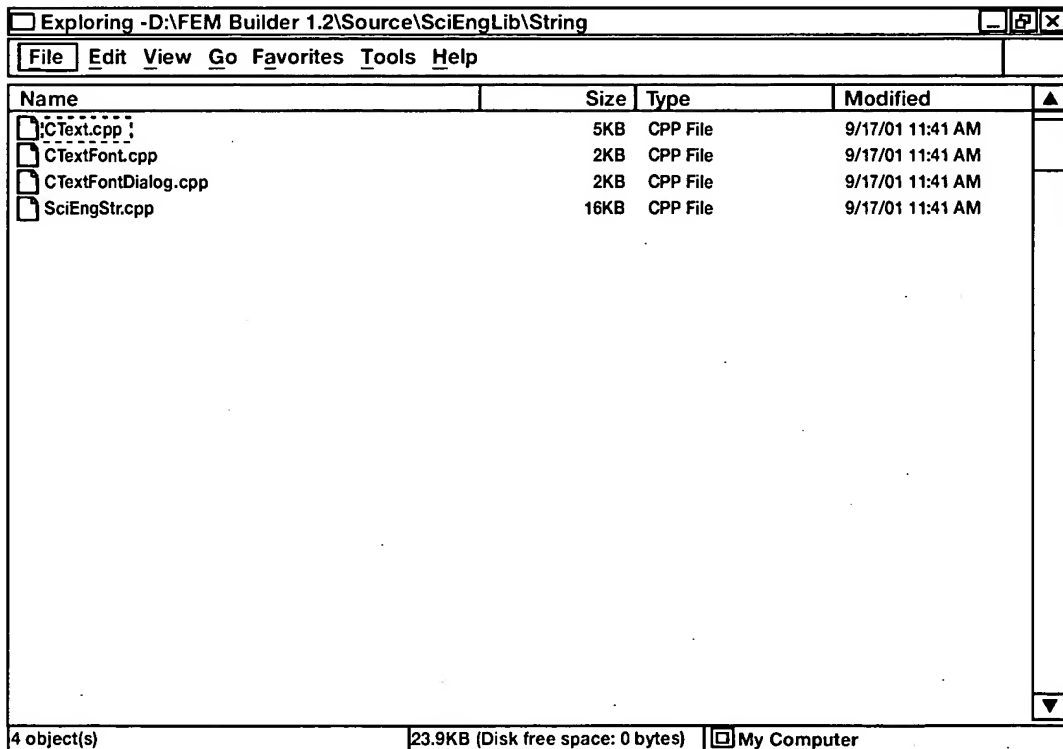 Exploring -D:\FEM Builder 1.2\Source\SciEngLib\String
File Edit View Go Favorites Tools Help
Name Size Type Modified
CText.cpp 5KB CPP File 9/17/01 11:41 AM
CTextFont.cpp 2KB CPP File 9/17/01 11:41 AM
CTextFontDialog.cpp 2KB CPP File 9/17/01 11:41 AM
SciEngStr.cpp 16KB CPP File 9/17/01 11:41 AM
4 object(s) 23.9KB (Disk free space: 0 bytes) My Computer